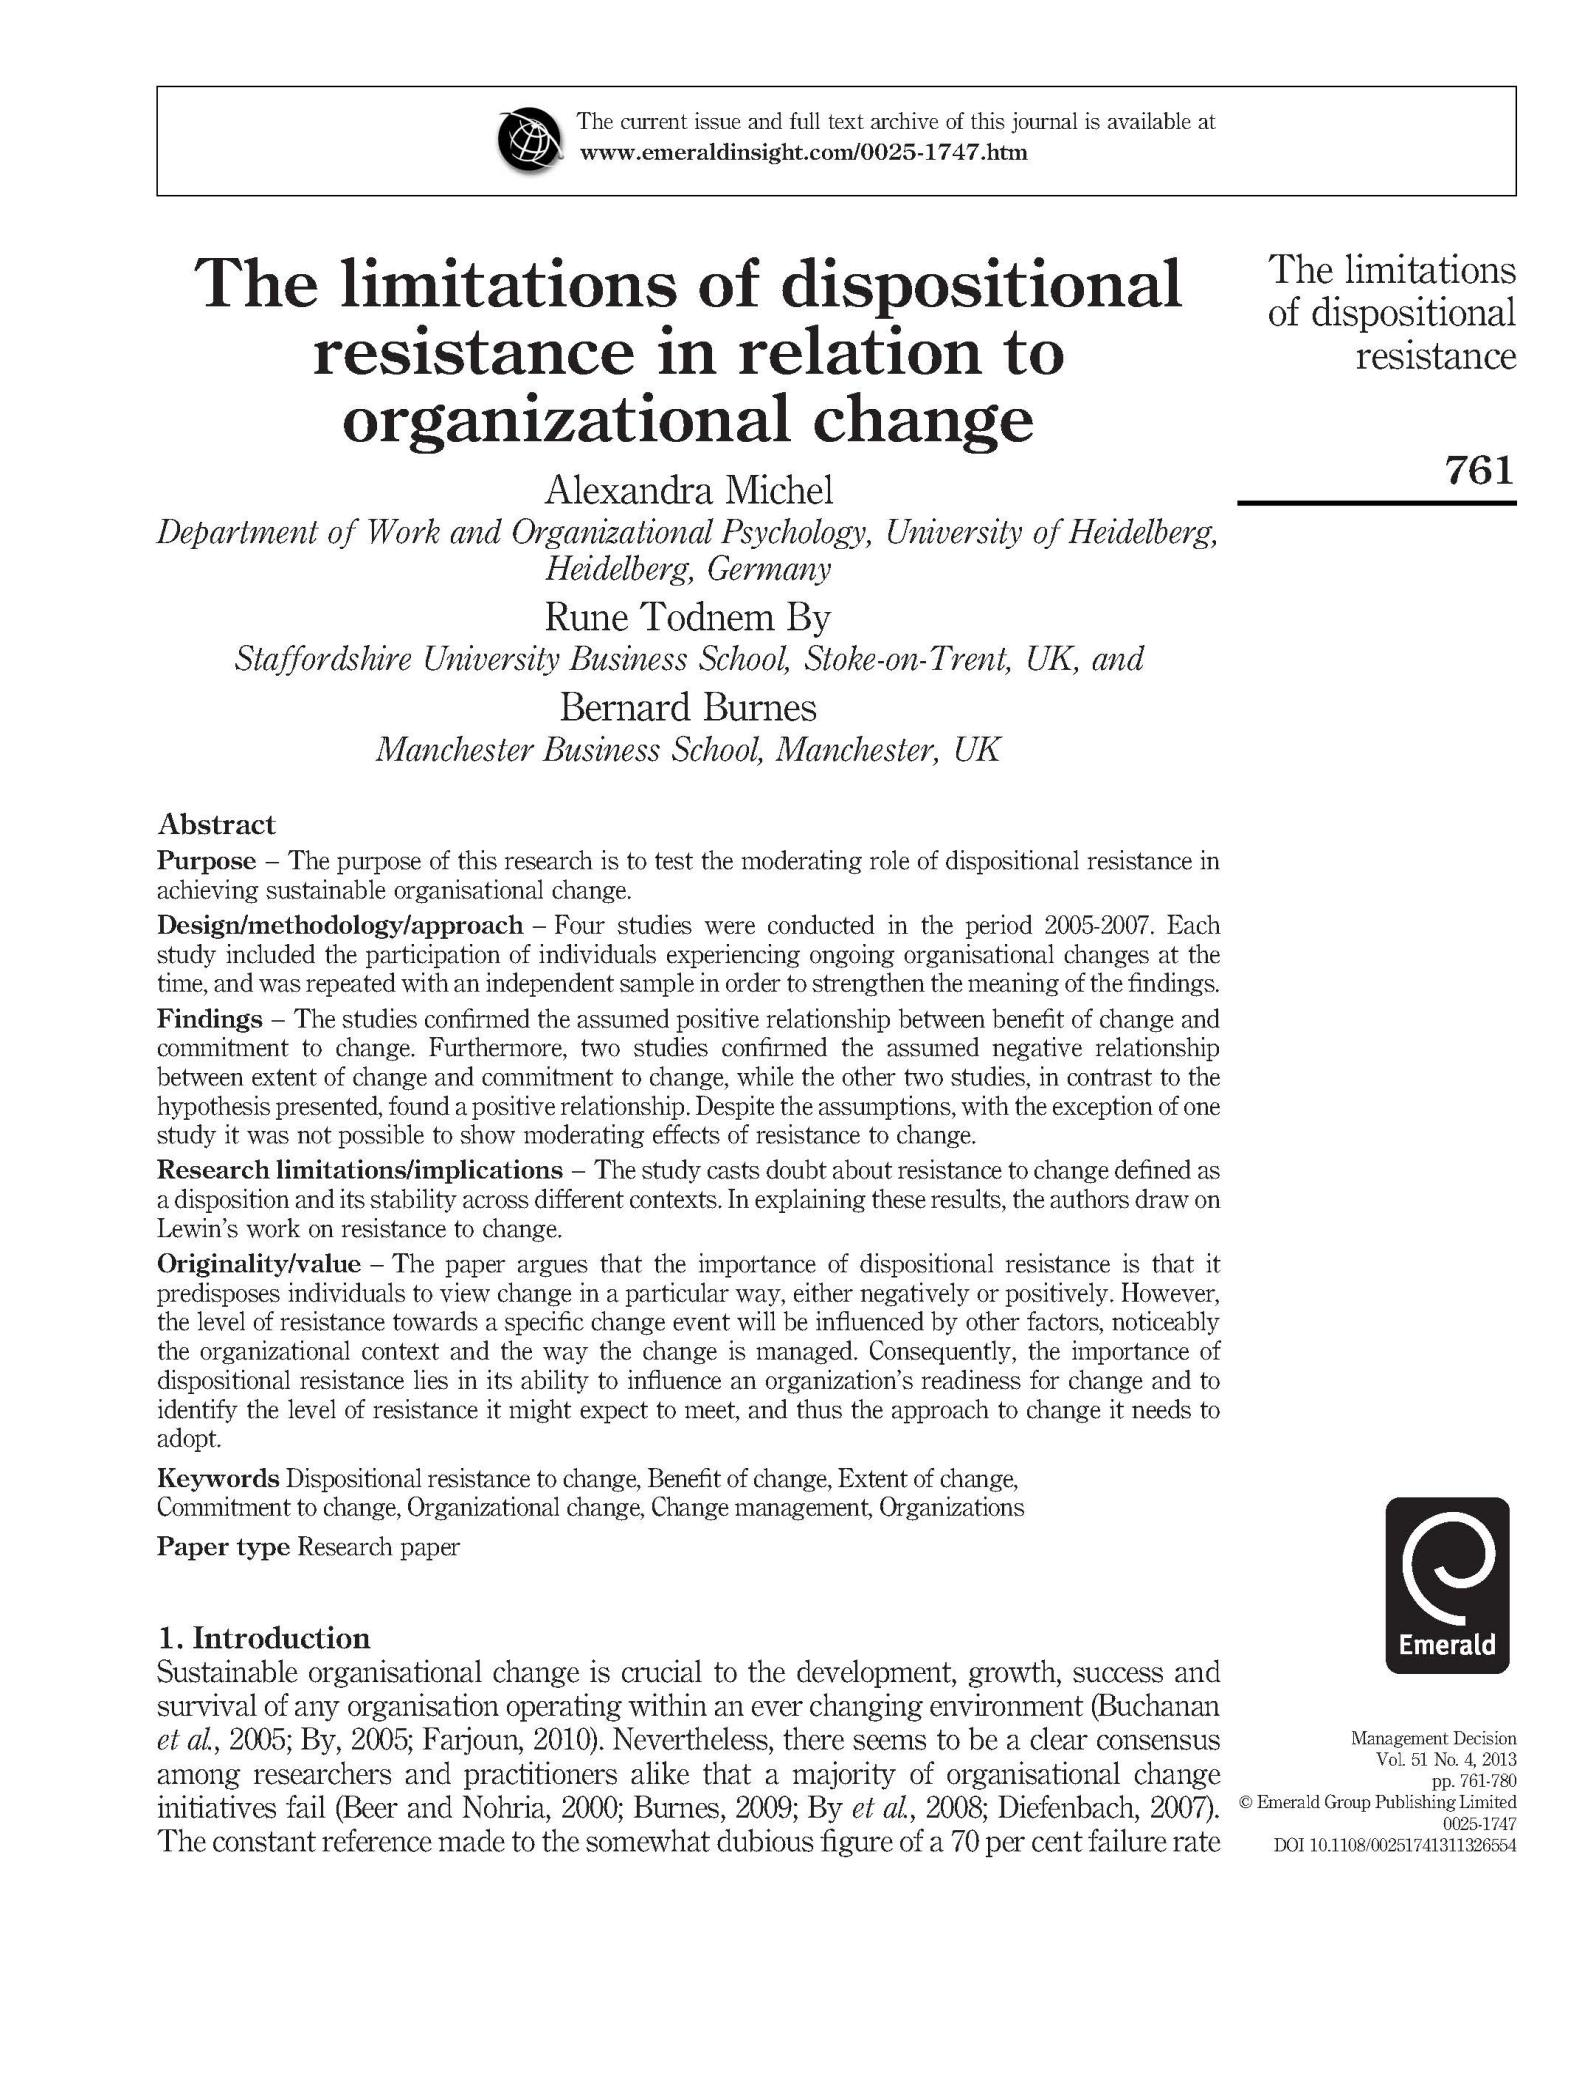 The current issue and full text archive of this journal is available at
www.emeraldinsight.com/0025-1747.htm
The limitations of dispositional
resistance in relation to
organizational change
Alexandra Michel
Department of Work and Organizational Psychology, University of Heidelberg,
Heidelberg, Germany
Rune Todnem By
Staffordshire University Business School, Stoke-on-Trent, UK, and
Bernard Burnes
Manchester Business School, Manchester, UK
The limitations
of dispositional
resistance
761
Abstract
Purpose – The purpose of this research is to test the moderating role of dispositional resistance in
achieving sustainable organisational change.
Design/methodology/approach – Four studies were conducted in the period 2005-2007. Each
study included the participation of individuals experiencing ongoing organisational changes at the
time, and was repeated with an independent sample in order to strengthen the meaning of the findings.
Findings – The studies confirmed the assumed positive relationship between benefit of change and
commitment to change. Furthermore, two studies confirmed the assumed negative relationship
between extent of change and commitment to change, while the other two studies, in contrast to the
hypothesis presented, found a positive relationship. Despite the assumptions, with the exception of one
study it was not possible to show moderating effects of resistance to change.
Research limitations/implications – The study casts doubt about resistance to change defined as
a disposition and its stability across different contexts. In explaining these results, the authors draw on
Lewin's work on resistance to change.
Originality/value – The paper argues that the importance of dispositional resistance is that it
predisposes individuals to view change in a particular way, either negatively or positively. However,
the level of resistance towards a specific change event will be influenced by other factors, noticeably
the organizational context and the way the change is managed. Consequently, the importance of
dispositional resistance lies in its ability to influence an organization's readiness for change and to
identify the level of resistance it might expect to meet, and thus the approach to change it needs to
adopt.
Keywords Dispositional resistance to change, Benefit of change, Extent of change,
Commitment to change, Organizational change, Change management, Organizations
Paper type Research paper
1. Introduction
Sustainable organisational change is crucial to the development, growth, success and
survival of any organisation operating within an ever changing environment (Buchanan
et al., 2005; By, 2005; Farjoun, 2010). Nevertheless, there seems to be a clear consensus
among researchers and practitioners alike that a majority of organisational change
initiatives fail (Beer and Nohria, 2000; Burnes, 2009; By et al., 2008; Diefenbach, 2007).
The constant reference made to the somewhat dubious figure of a 70 per cent failure rate
Emerald
Management Decision
Vol. 51 No. 4, 2013
pp. 761-780
© Emerald Group Publishing Limited
0025-1747
DOI 10.1108/00251741311326554